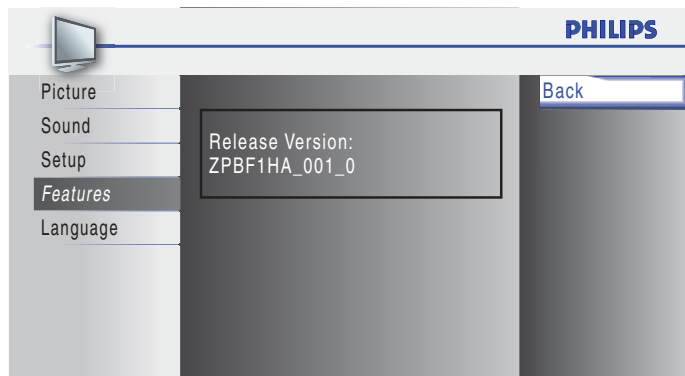 PHILIPS
Picture
Sound
Setup
Features
Language
Release Version:
ZPBF1HA_001_0
Back